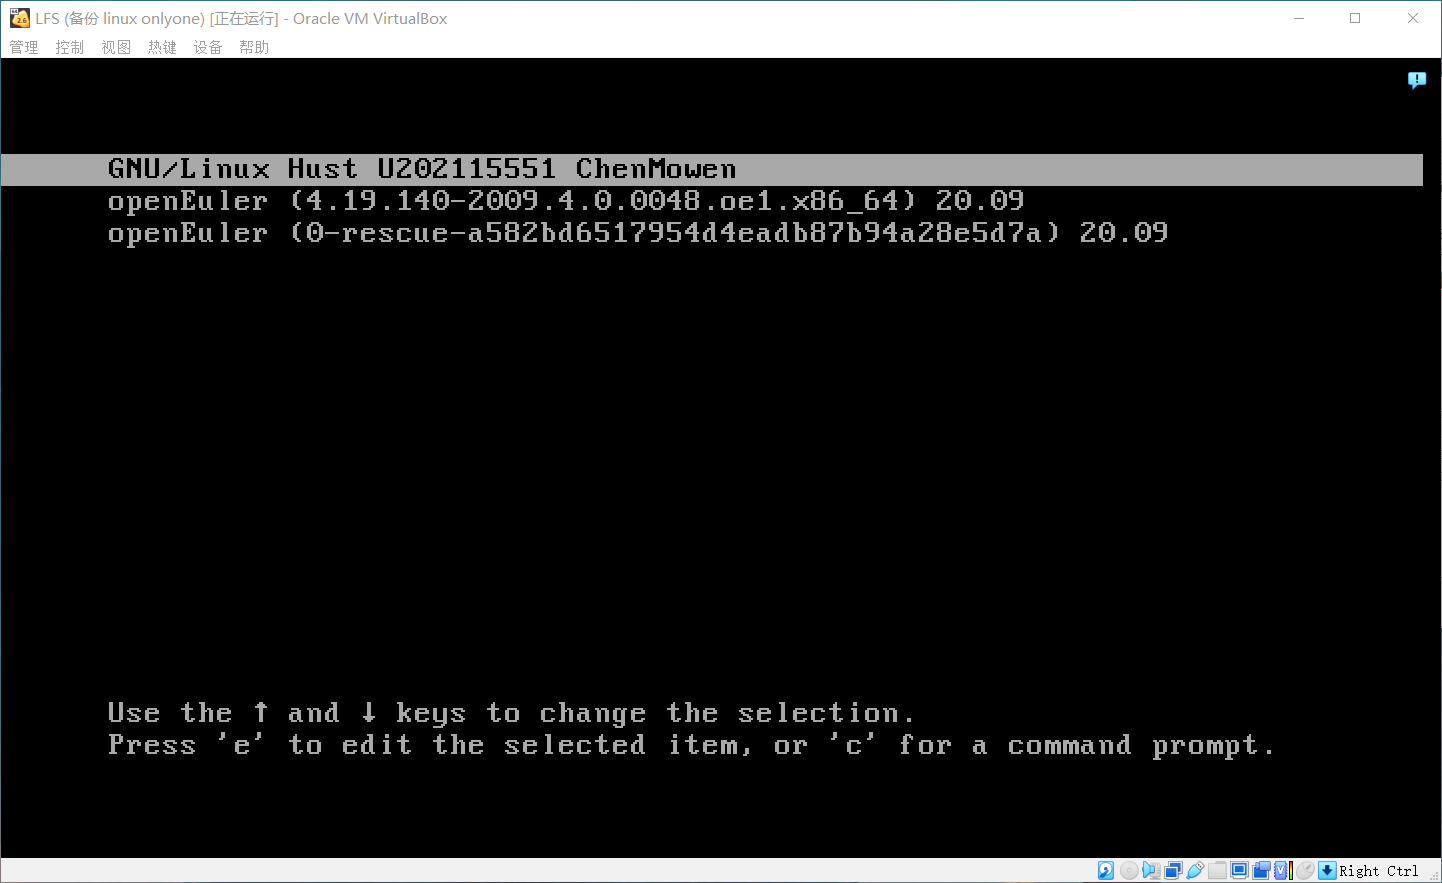 LFS (备份 linux onlyone) [正在运行] - Oracle VM VirtualBox
管理 控制 视图 热键 设备 帮助
GNU/Linux Hust U202115551 ChenMowen
openEuler (4.19.140-2009.4.0.0048.oe1.x86_64) 20.09
openEuler (0-rescue-a582bd6517954d4eadb87b94a28e5d7a) 20.09
Use the ↑ and ↓ keys to change the selection.
Press 'e' to edit the selected item, or 'c' for a command prompt.
Right Ctrl